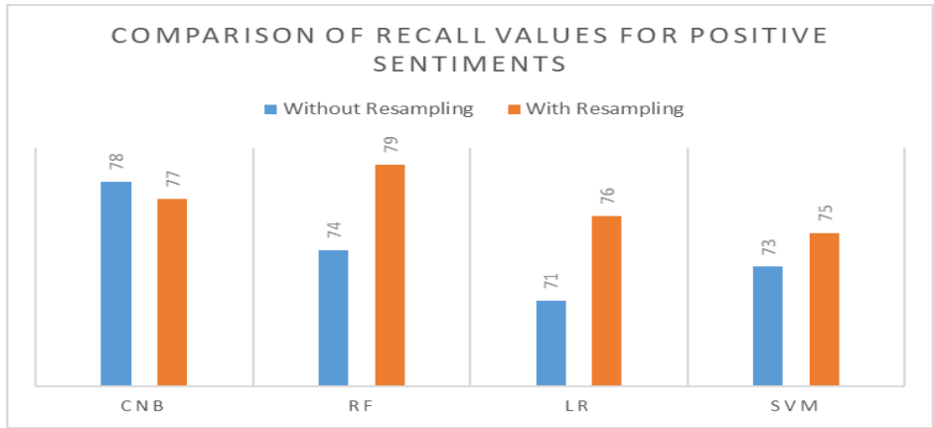 COMPARISON OF RECALL VALUES FOR POSITIVE
SENTIMENTS
Without Resampling With Resampling
78 77 74 79 71 76 73 75
CNB RF LR SVM